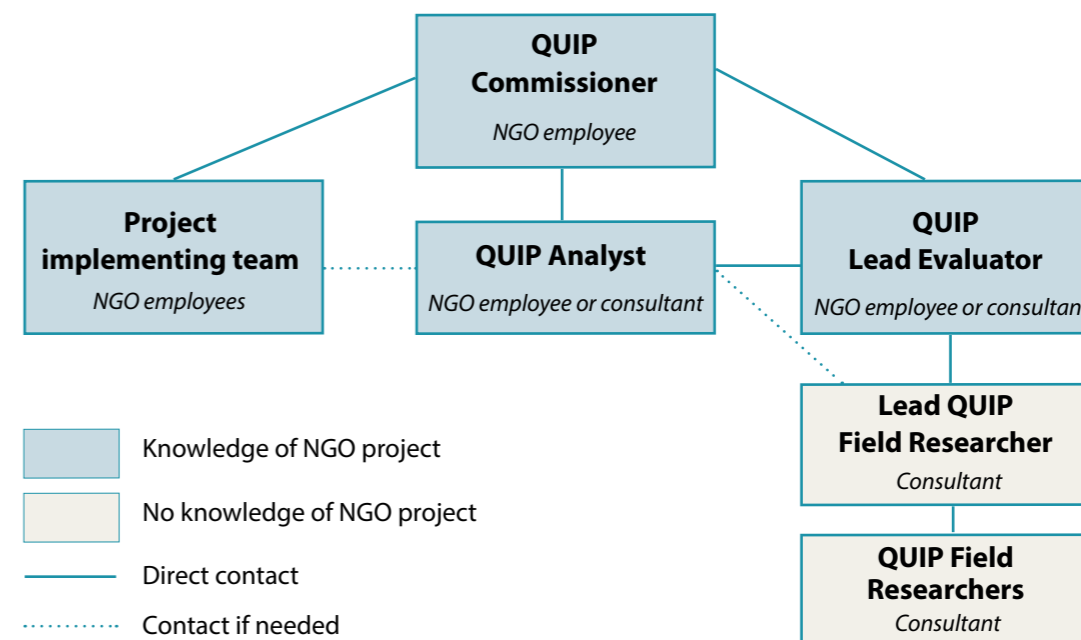 QUIP
Commissioner
NGO employee
Project
implementing team
NGO employees
QUIP Analyst
NGO employee or consultant
QUIP
Lead Evaluator
NGO employee or consultan
Lead QUIP
Field Researcher
Consultant
QUIP Field
Researchers
Consultant
Knowledge of NGO project
No knowledge of NGO project
Direct contact
Contact if needed